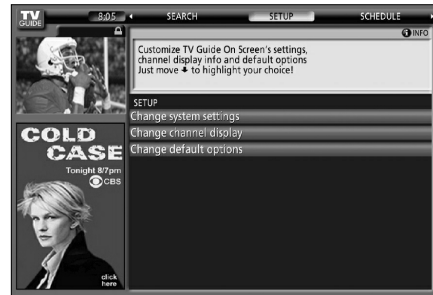 TV
GUIDE
8:05
SEARCH
SETUP
SCHEDULE
INFO
Customize TV Guide On Screen's settings,
channel display info and default options
Just move to highlight your choice!
SETUP
Change system settings
Change channel display
Change default options
COLD
CASE
Tonight 8/7pm
CBS
click
here